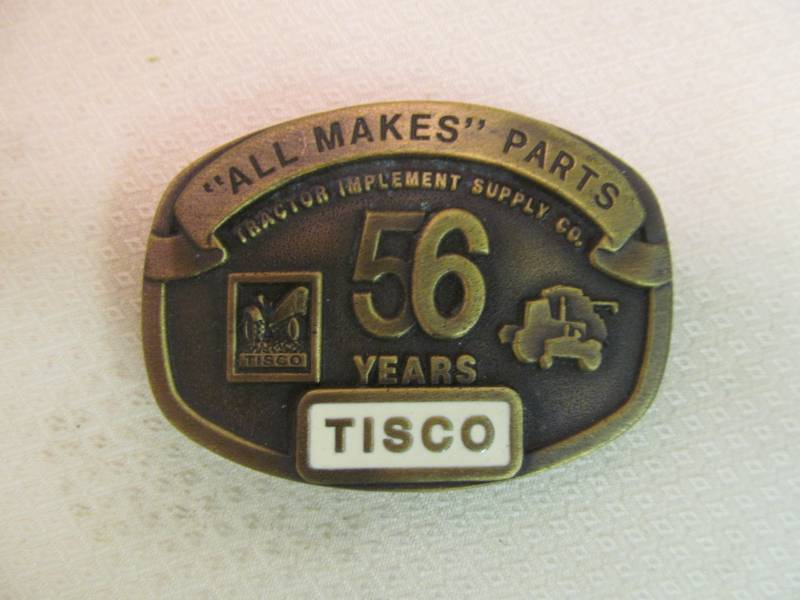 "ALL MAKES" PARTS
TRACTOR IMPLEMENT SUPPLY CO.
56
YEARS
TISCO
TISCO